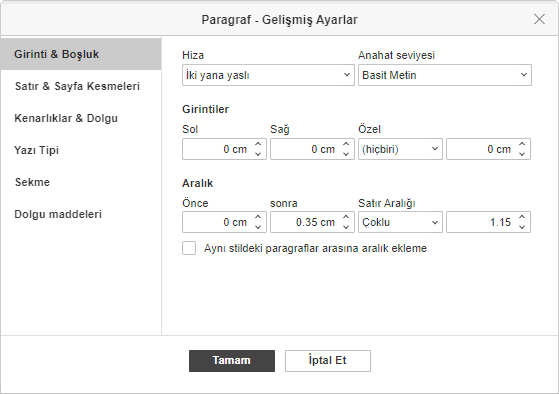 Paragraf - Gelişmiş Ayarlar
Girinti & Boşluk
Satır & Sayfa Kesmeleri
Kenarlıklar & Dolgu
Yazı Tipi
Sekme
Dolgu maddeleri
Hiza Anahat seviyesi
İki yana yaslı Basit Metin
Girintiler
Sol Sağ Özel
0 cm 0 cm (hiçbiri) 0 cm
Aralık
Önce sonra Satır Aralığı
0 cm 0.35 cm Çoklu 1.15
Aynı stildeki paragraflar arasına aralık ekleme
Tamam İptal Et